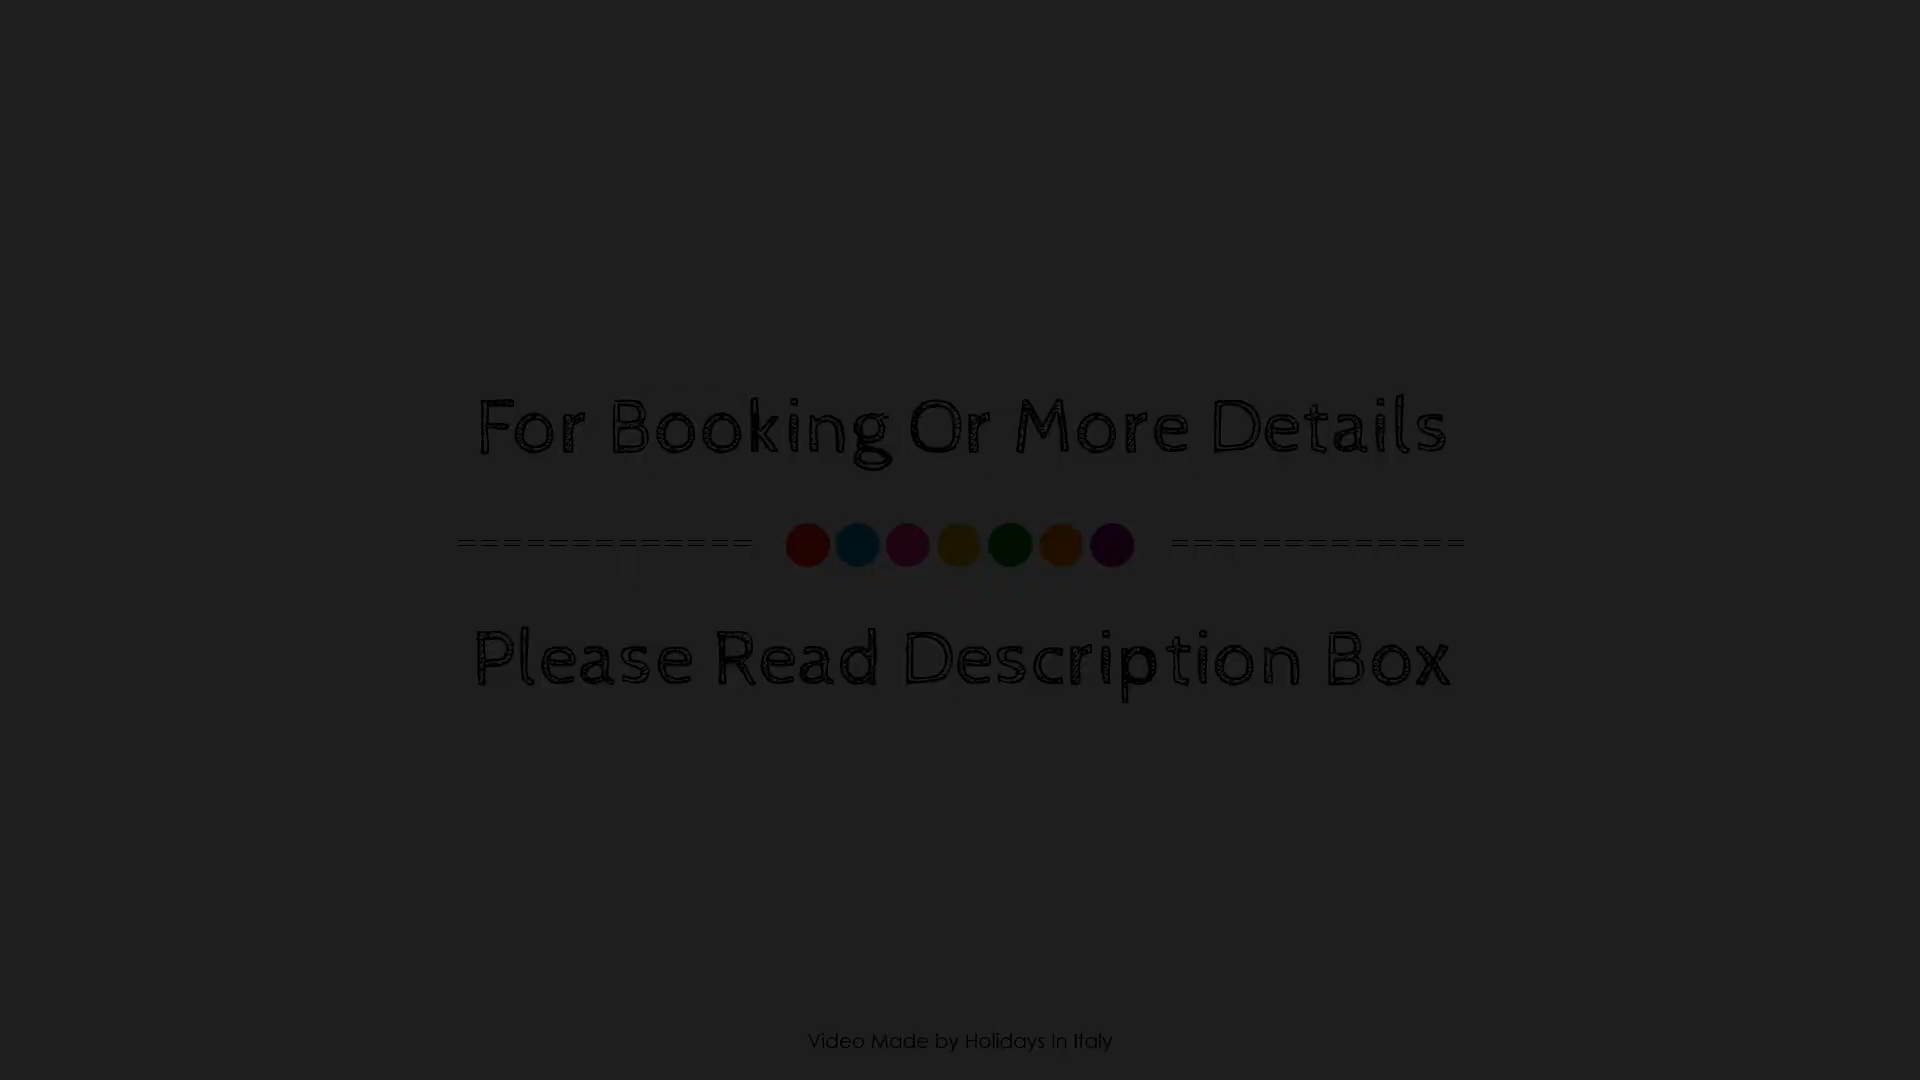 For Booking Or More Details
============= =============
Please Read Description Box
Video Made by Holidays In Italy